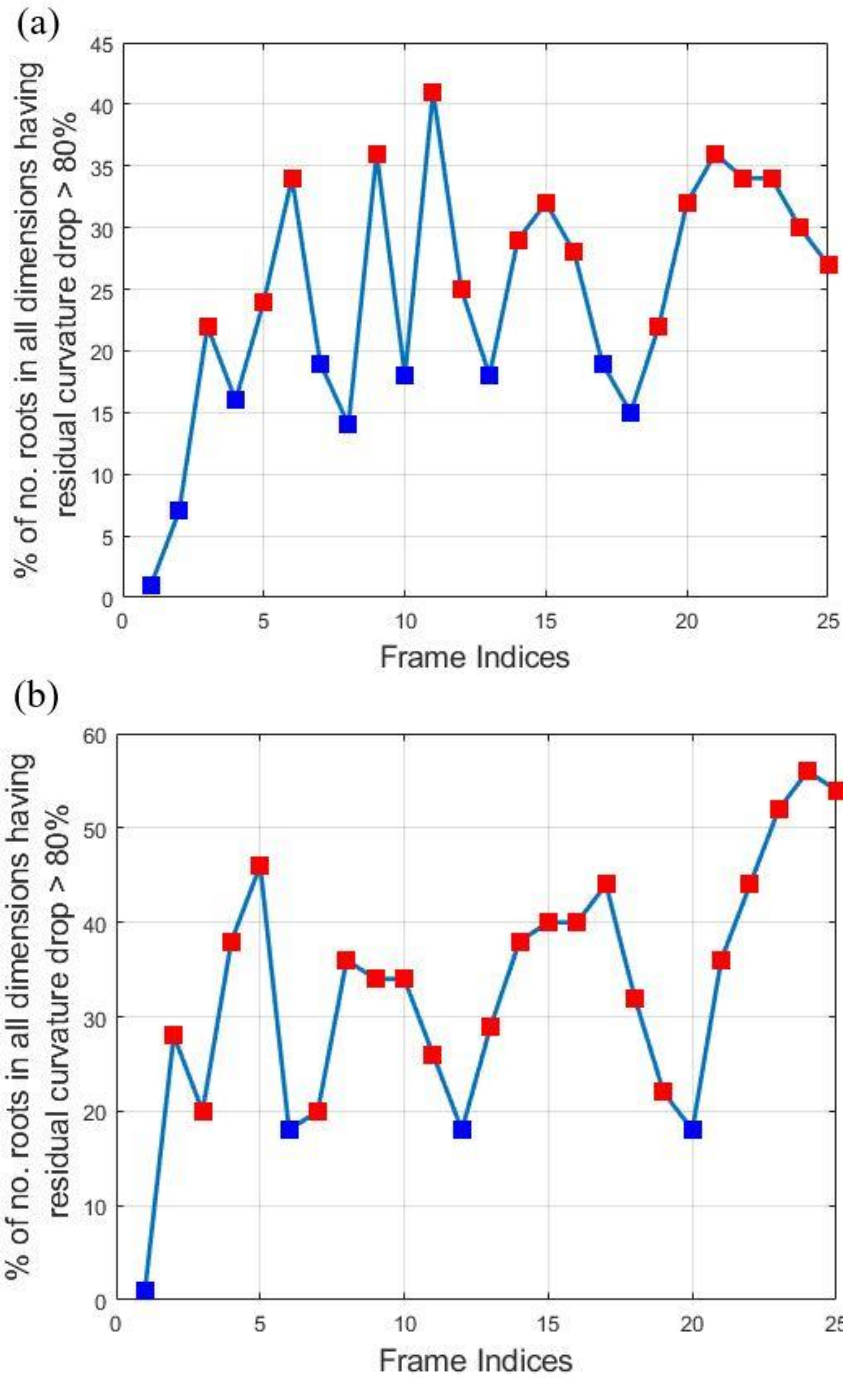 (a)
% of no. roots in all dimensions having
residual curvature drop > 80%
45
40
35
30
25
20
15
10
5
0
0 5 10 15 20 25
Frame Indices
(b)
% of no. roots in all dimensions having
residual curvature drop > 80%
60
50
40
30
20
10
0
0 5 10 15 20 25
Frame Indices